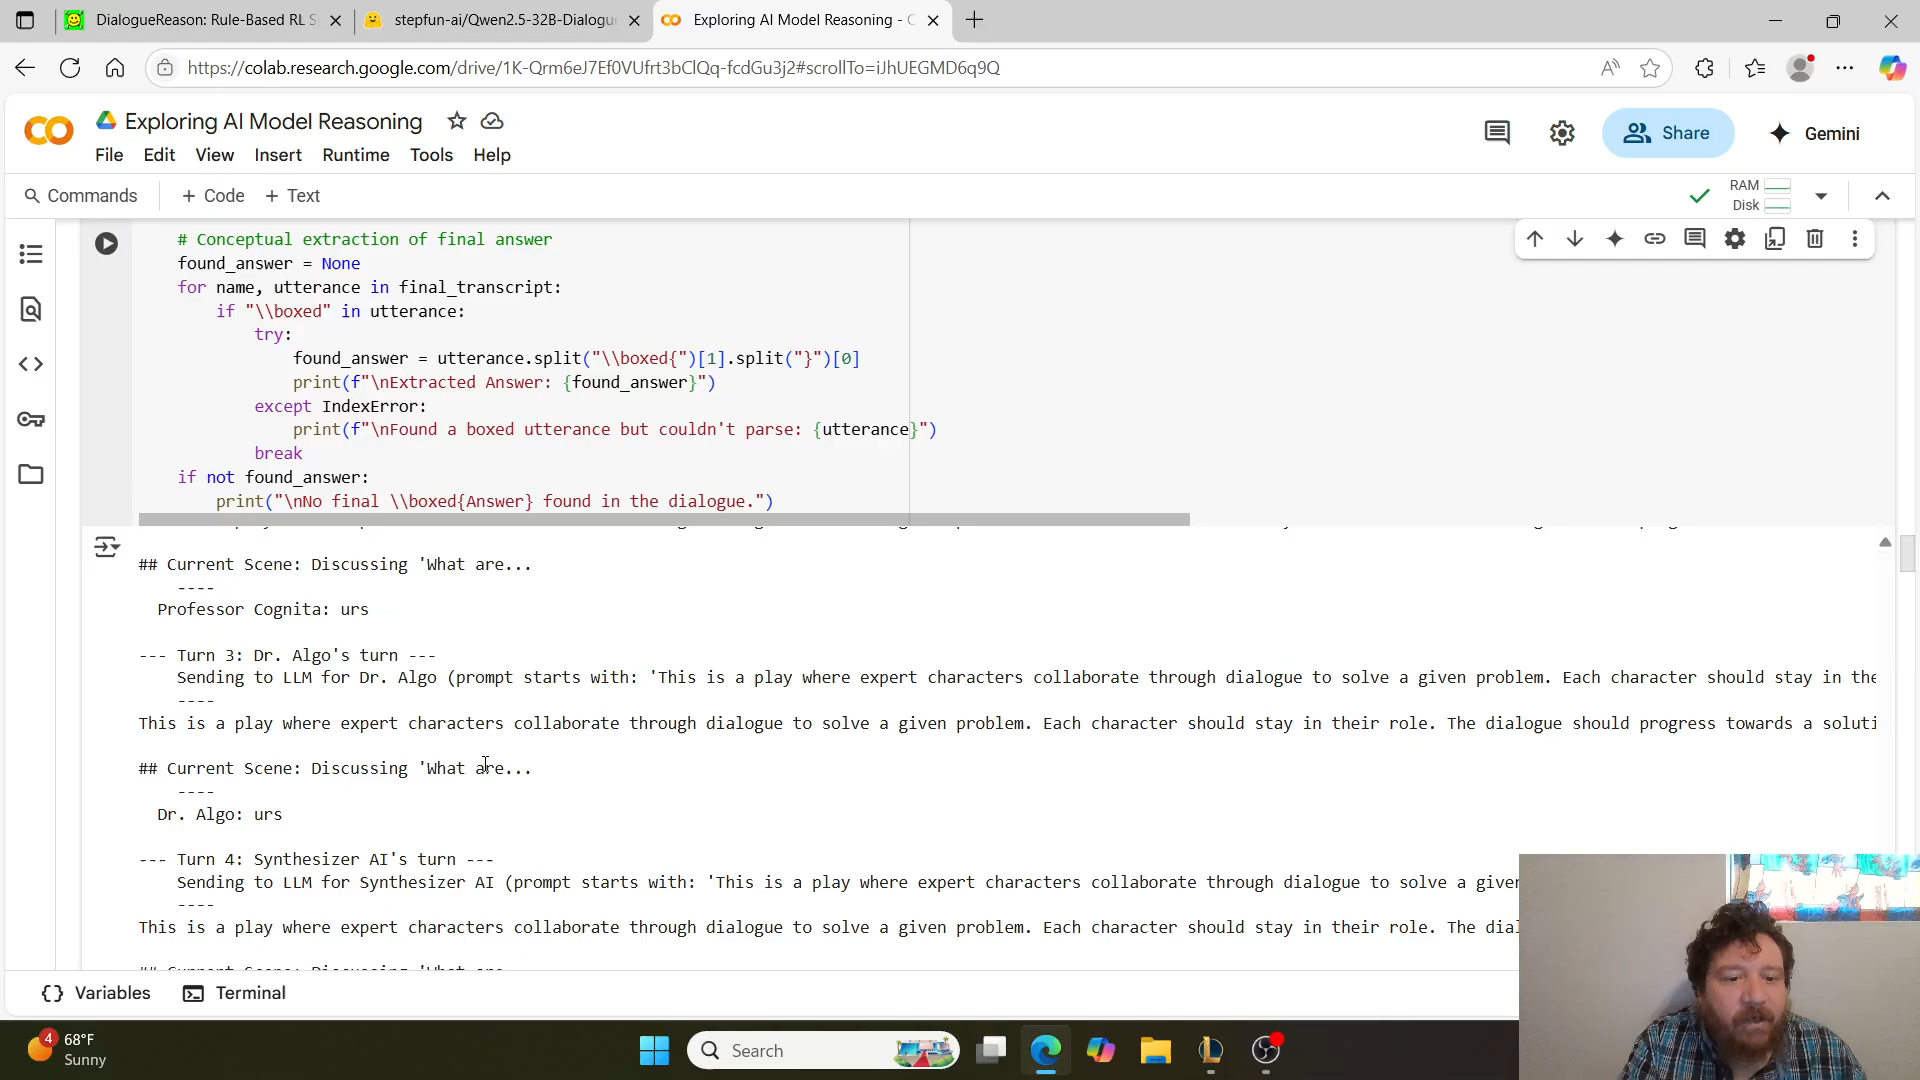 DialogueReason: Rule-Based RL S
stepfun-ai/Qwen2.5-32B-Dialogu
Exploring AI Model Reasoning - C
https://colab.research.google.com/drive/1K-Qrm6eJ7Ef0VUfrt3bClQq-fcdGu3j2#scrollTo=iJhUEGMD6q9Q
Exploring AI Model Reasoning
Share
Gemini
File Edit View Insert Runtime Tools Help
Commands + Code + Text
RAM
Disk
# Conceptual extraction of final answer
found_answer = None
for name, utterance in final_transcript:
if "\\boxed" in utterance:
try:
found_answer = utterance.split("\\boxed{")[1].split("}")[0]
print(f"\nExtracted Answer: {found_answer}")
except IndexError:
print(f"\nFound a boxed utterance but couldn't parse: {utterance}")
break
if not found_answer:
print("\nNo final \\boxed{Answer} found in the dialogue.")
## Current Scene: Discussing 'What are...
----
Professor Cognita: urs
--- Turn 3: Dr. Algo's turn ---
Sending to LLM for Dr. Algo (prompt starts with: 'This is a play where expert characters collaborate through dialogue to solve a given problem. Each character should stay in the
----
This is a play where expert characters collaborate through dialogue to solve a given problem. Each character should stay in their role. The dialogue should progress towards a soluti
## Current Scene: Discussing 'What are...
----
Dr. Algo: urs
--- Turn 4: Synthesizer AI's turn ---
Sending to LLM for Synthesizer AI (prompt starts with: 'This is a play where expert characters collaborate through dialogue to solve a giver
----
This is a play where expert characters collaborate through dialogue to solve a given problem. Each character should stay in their role. The dial
## Current Scene: Discussing 'What are
Variables
Terminal
4
68°F
Sunny
Search